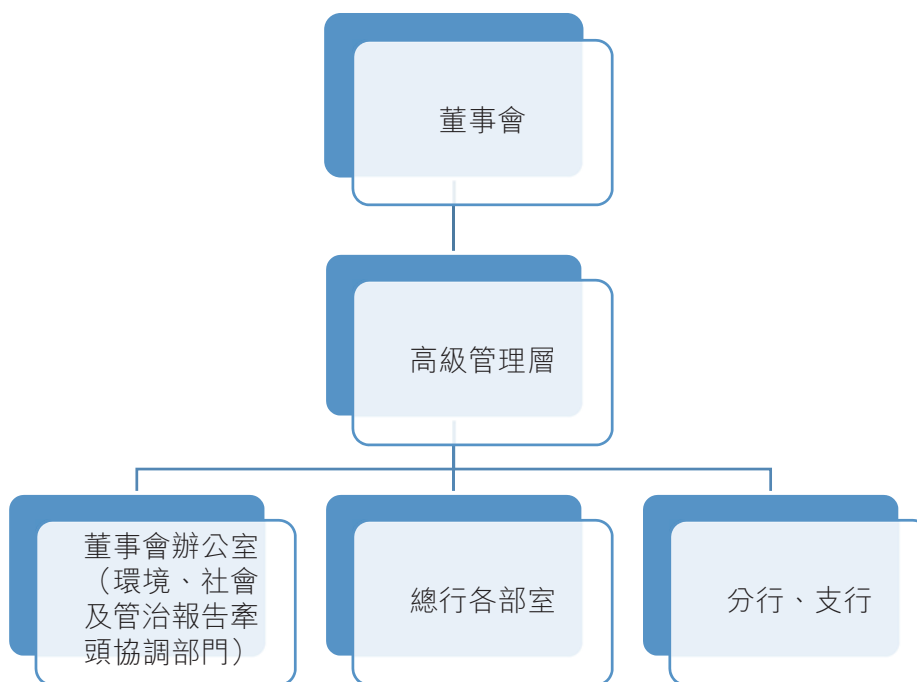 董事會
高級管理層
董事會辦公室
（環境、社會
及管治報告牽
頭協調部門）
總行各部室
分行、支行